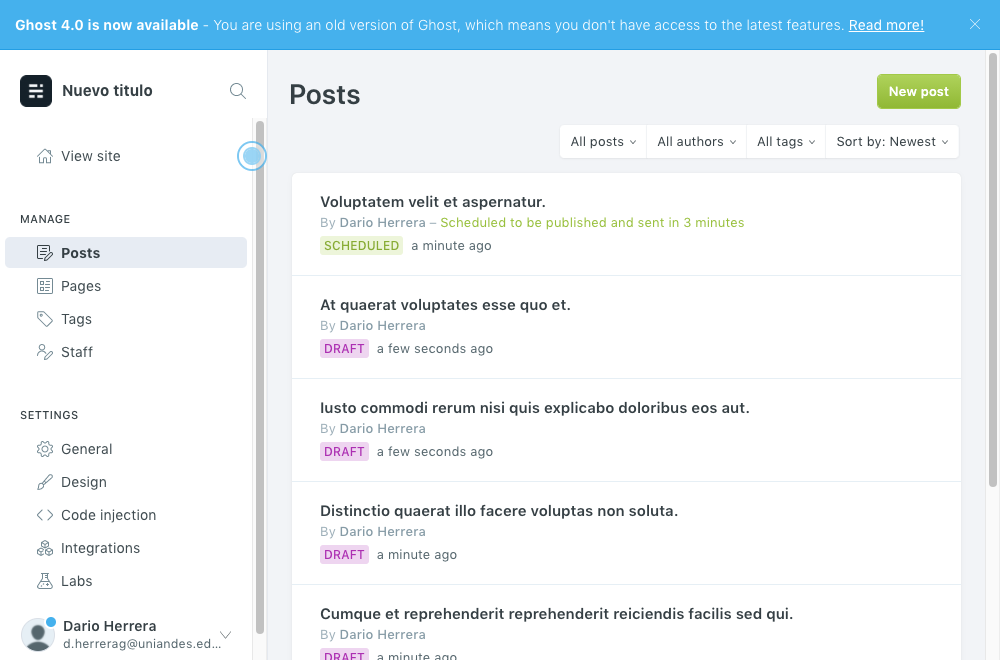 Ghost 4.0 is now available - You are using an old version of Ghost, which means you don't have access to the latest features. Read more!
Nuevo titulo
View site
MANAGE
Posts
Pages
Tags
Staff
SETTINGS
General
Design
Code injection
Integrations
Labs
Dario Herrera
d.herrerag@uniandes.ed...
Posts
New post
All posts
All authors
All tags
Sort by: Newest
Voluptatem velit et aspernatur.
By Dario Herrera – Scheduled to be published and sent in 3 minutes
SCHEDULED a minute ago
At quaerat voluptates esse quo et.
By Dario Herrera
DRAFT a few seconds ago
Iusto commodi rerum nisi quis explicabo doloribus eos aut.
By Dario Herrera
DRAFT a few seconds ago
Distinctio quaerat illo facere voluptas non soluta.
By Dario Herrera
DRAFT a minute ago
Cumque et reprehenderit reprehenderit reiciendis facilis sed qui.
By Dario Herrera
DRAFT a minute ago